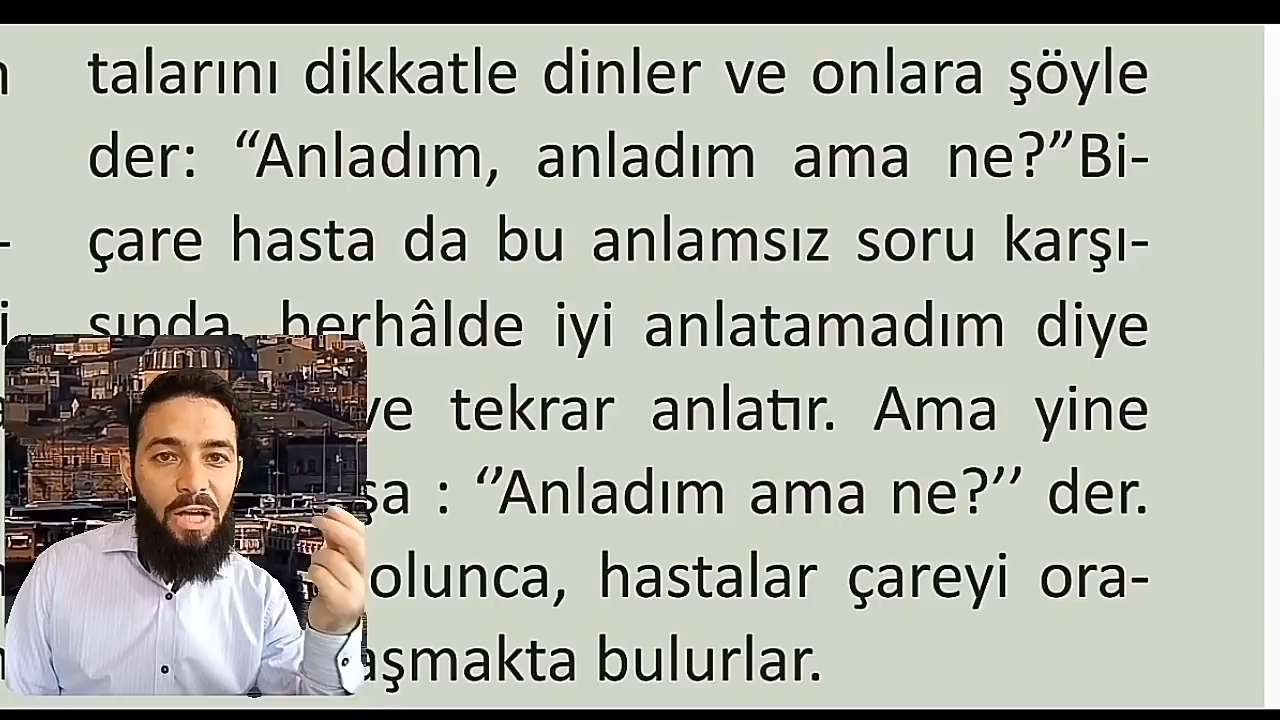 talarını dikkatle dinler ve onlara şöyle
der: “Anladım, anladım ama ne?”Bi-
çare hasta da bu anlamsız soru karşı-
sında, herhâlde iyi anlatamadım diye
ve tekrar anlatır. Ama yine
: ‘’Anladım ama ne?’’ der.
olunca, hastalar çareyi ora-
bulurlar.